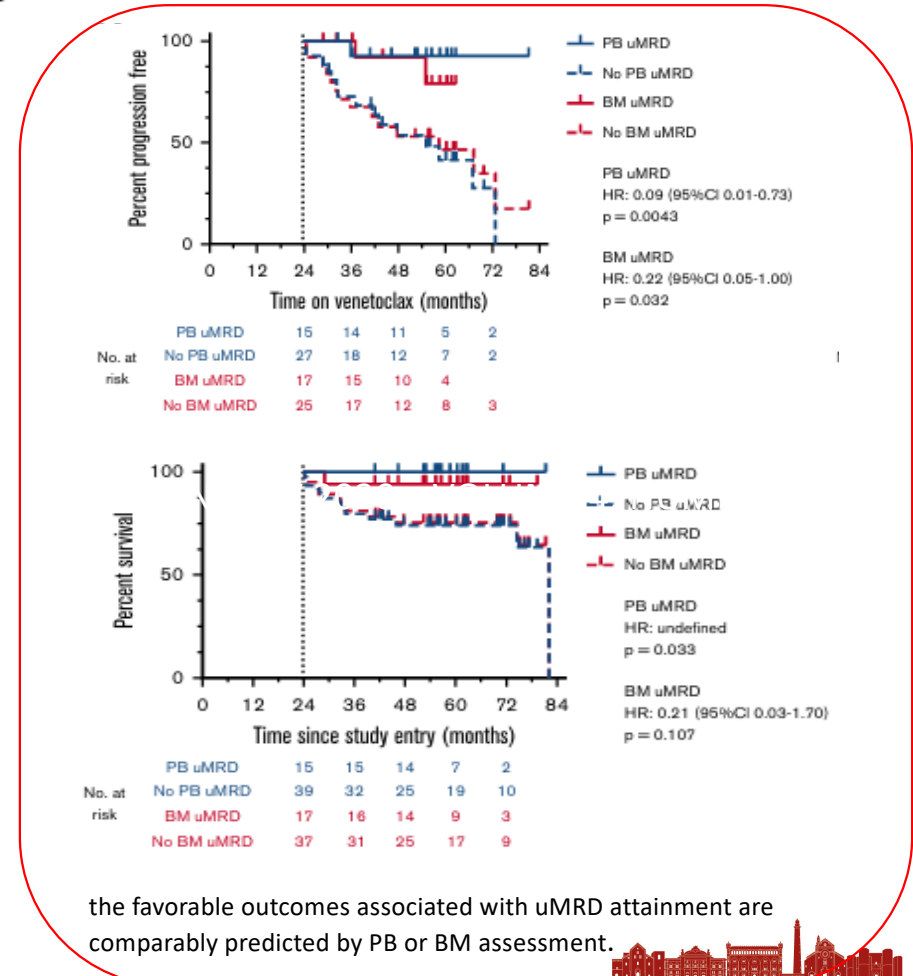 Percent progression free
100
50
0
0 12 24 36 48 60 72 84
Time on venetoclax (months)
PB uMRD
No PB uMRD
BM uMRD
No BM uMRD
PB uMRD
HR: 0.09 (95%CI 0.01-0.73)
p = 0.0043
BM uMRD
HR: 0.22 (95%CI 0.05-1.00)
p = 0.032
No. at risk
PB uMRD 15 14 11 5 2
No PB uMRD 27 18 12 7 2
BM uMRD 17 15 10 4
No BM uMRD 25 17 12 8 3
Percent survival
100
50
0
0 12 24 36 48 60 72 84
Time since study entry (months)
PB uMRD
No PB uMRD
BM uMRD
No BM uMRD
PB uMRD
HR: undefined
p = 0.033
BM uMRD
HR: 0.21 (95%CI 0.03-1.70)
p = 0.107
No. at risk
PB uMRD 15 15 14 7 2
No PB uMRD 39 32 25 19 10
BM uMRD 17 16 14 9 3
No BM uMRD 37 31 25 17 9
the favorable outcomes associated with uMRD attainment are
comparably predicted by PB or BM assessment.